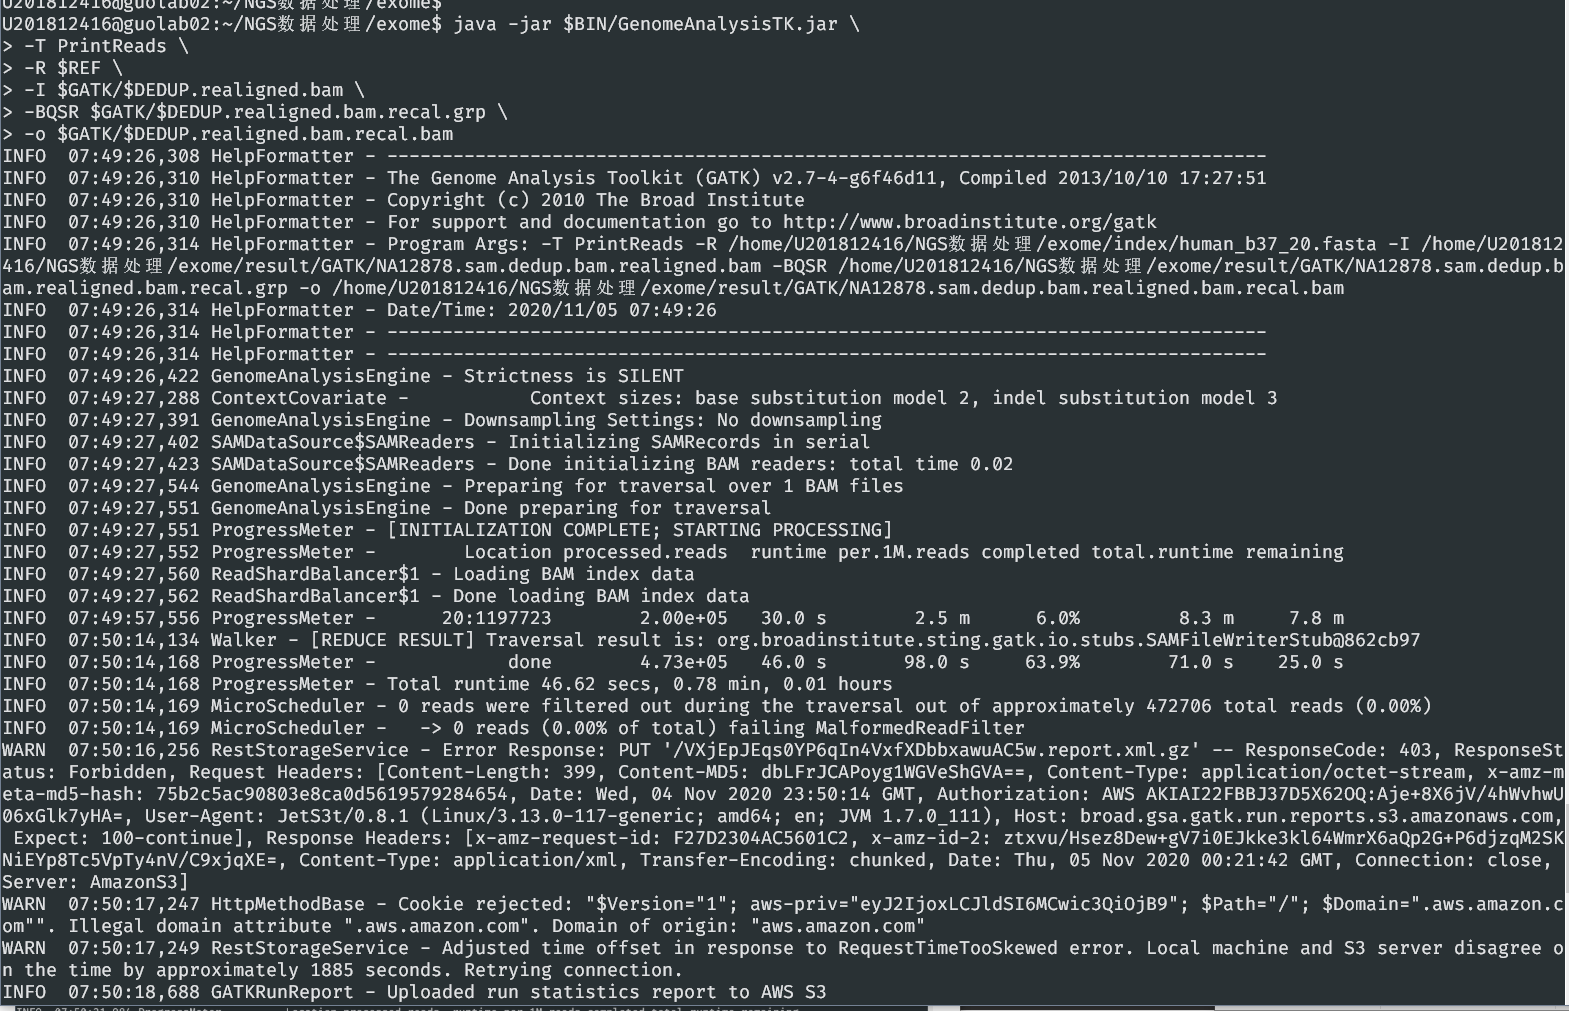 U201812416@guolab02:~/NGS数据处理/exome$
U201812416@guolab02:~/NGS数据处理/exome$ java -jar $BIN/GenomeAnalysisTK.jar \
> -T PrintReads \
> -R $REF \
> -I $GATK/$DEDUP.realigned.bam \
> -BQSR $GATK/$DEDUP.realigned.bam.recal.grp \
> -o $GATK/$DEDUP.realigned.bam.recal.bam
INFO  07:49:26,308 HelpFormatter - --------------------------------------------------------------------------------
INFO  07:49:26,310 HelpFormatter - The Genome Analysis Toolkit (GATK) v2.7-4-g6f46d11, Compiled 2013/10/10 17:27:51
INFO  07:49:26,310 HelpFormatter - Copyright (c) 2010 The Broad Institute
INFO  07:49:26,310 HelpFormatter - For support and documentation go to http://www.broadinstitute.org/gatk
INFO  07:49:26,314 HelpFormatter - Program Args: -T PrintReads -R /home/U201812416/NGS数据处理/exome/index/human_b37_20.fasta -I /home/U201812
416/NGS数据处理/exome/result/GATK/NA12878.sam.dedup.bam.realigned.bam -BQSR /home/U201812416/NGS数据处理/exome/result/GATK/NA12878.sam.dedup.b
am.realigned.bam.recal.grp -o /home/U201812416/NGS数据处理/exome/result/GATK/NA12878.sam.dedup.bam.realigned.bam.recal.bam
INFO  07:49:26,314 HelpFormatter - Date/Time: 2020/11/05 07:49:26
INFO  07:49:26,314 HelpFormatter - --------------------------------------------------------------------------------
INFO  07:49:26,314 HelpFormatter - --------------------------------------------------------------------------------
INFO  07:49:26,422 GenomeAnalysisEngine - Strictness is SILENT
INFO  07:49:27,288 ContextCovariate -           Context sizes: base substitution model 2, indel substitution model 3
INFO  07:49:27,391 GenomeAnalysisEngine - Downsampling Settings: No downsampling
INFO  07:49:27,402 SAMDataSource$SAMReaders - Initializing SAMRecords in serial
INFO  07:49:27,423 SAMDataSource$SAMReaders - Done initializing BAM readers: total time 0.02
INFO  07:49:27,544 GenomeAnalysisEngine - Preparing for traversal over 1 BAM files
INFO  07:49:27,551 GenomeAnalysisEngine - Done preparing for traversal
INFO  07:49:27,551 ProgressMeter - [INITIALIZATION COMPLETE; STARTING PROCESSING]
INFO  07:49:27,552 ProgressMeter -        Location processed.reads  runtime per.1M.reads completed total.runtime remaining
INFO  07:49:27,560 ReadShardBalancer$1 - Loading BAM index data
INFO  07:49:27,562 ReadShardBalancer$1 - Done loading BAM index data
INFO  07:49:57,556 ProgressMeter -      20:1197723        2.00e+05   30.0 s        2.5 m      6.0%         8.3 m     7.8 m
INFO  07:50:14,134 Walker - [REDUCE RESULT] Traversal result is: org.broadinstitute.sting.gatk.io.stubs.SAMFileWriterStub@862cb97
INFO  07:50:14,168 ProgressMeter -            done        4.73e+05   46.0 s       98.0 s     63.9%        71.0 s    25.0 s
INFO  07:50:14,168 ProgressMeter - Total runtime 46.62 secs, 0.78 min, 0.01 hours
INFO  07:50:14,169 MicroScheduler - 0 reads were filtered out during the traversal out of approximately 472706 total reads (0.00%)
INFO  07:50:14,169 MicroScheduler -   -> 0 reads (0.00% of total) failing MalformedReadFilter
WARN  07:50:16,256 RestStorageService - Error Response: PUT '/VXjEpJEqs0YP6qIn4VxfXDbbxawuAC5w.report.xml.gz' -- ResponseCode: 403, ResponseSt
atus: Forbidden, Request Headers: [Content-Length: 399, Content-MD5: dbLFrJCAPoyg1WGVeShGVA==, Content-Type: application/octet-stream, x-amz-m
eta-md5-hash: 75b2c5ac90803e8ca0d5619579284654, Date: Wed, 04 Nov 2020 23:50:14 GMT, Authorization: AWS AKIAI22FBBJ37D5X62OQ:Aje+8X6jV/4hWvhwU
06xGlk7yHA=, User-Agent: JetS3t/0.8.1 (Linux/3.13.0-117-generic; amd64; en; JVM 1.7.0_111), Host: broad.gsa.gatk.run.reports.s3.amazonaws.com,
 Expect: 100-continue], Response Headers: [x-amz-request-id: F27D2304AC5601C2, x-amz-id-2: ztxvu/Hsez8Dew+gV7i0EJkke3kl64WmrX6aQp2G+P6djzqM2SK
NiEYp8Tc5VpTy4nV/C9xjqXE=, Content-Type: application/xml, Transfer-Encoding: chunked, Date: Thu, 05 Nov 2020 00:21:42 GMT, Connection: close,
Server: AmazonS3]
WARN  07:50:17,247 HttpMethodBase - Cookie rejected: "$Version="1"; aws-priv="eyJ2IjoxLCJldSI6MCwic3QiOjB9"; $Path="/"; $Domain=".aws.amazon.c
om"". Illegal domain attribute ".aws.amazon.com". Domain of origin: "aws.amazon.com"
WARN  07:50:17,249 RestStorageService - Adjusted time offset in response to RequestTimeTooSkewed error. Local machine and S3 server disagree o
n the time by approximately 1885 seconds. Retrying connection.
INFO  07:50:18,688 GATKRunReport - Uploaded run statistics report to AWS S3